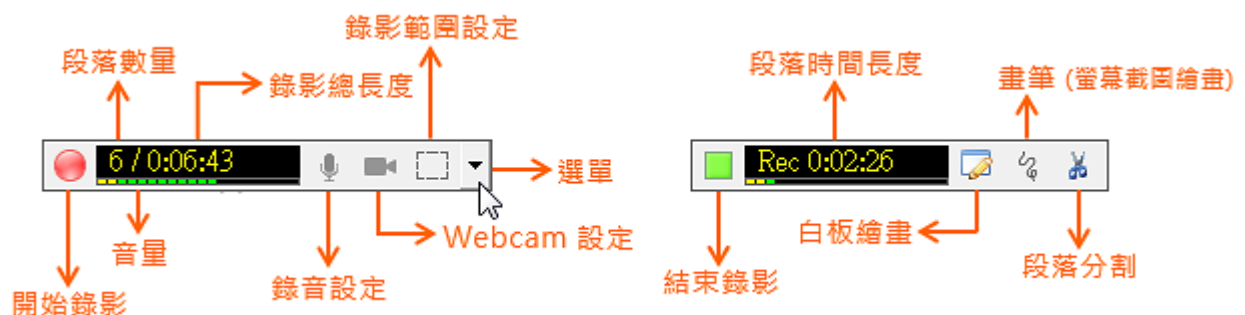 錄影範圍設定
段落數量
錄影總長度
6 / 0:06:43
選單
Webcam 設定
音量
錄音設定
開始錄影
段落時間長度
畫筆 (螢幕截圖繪畫)
Rec 0:02:26
白板繪畫
段落分割
結束錄影